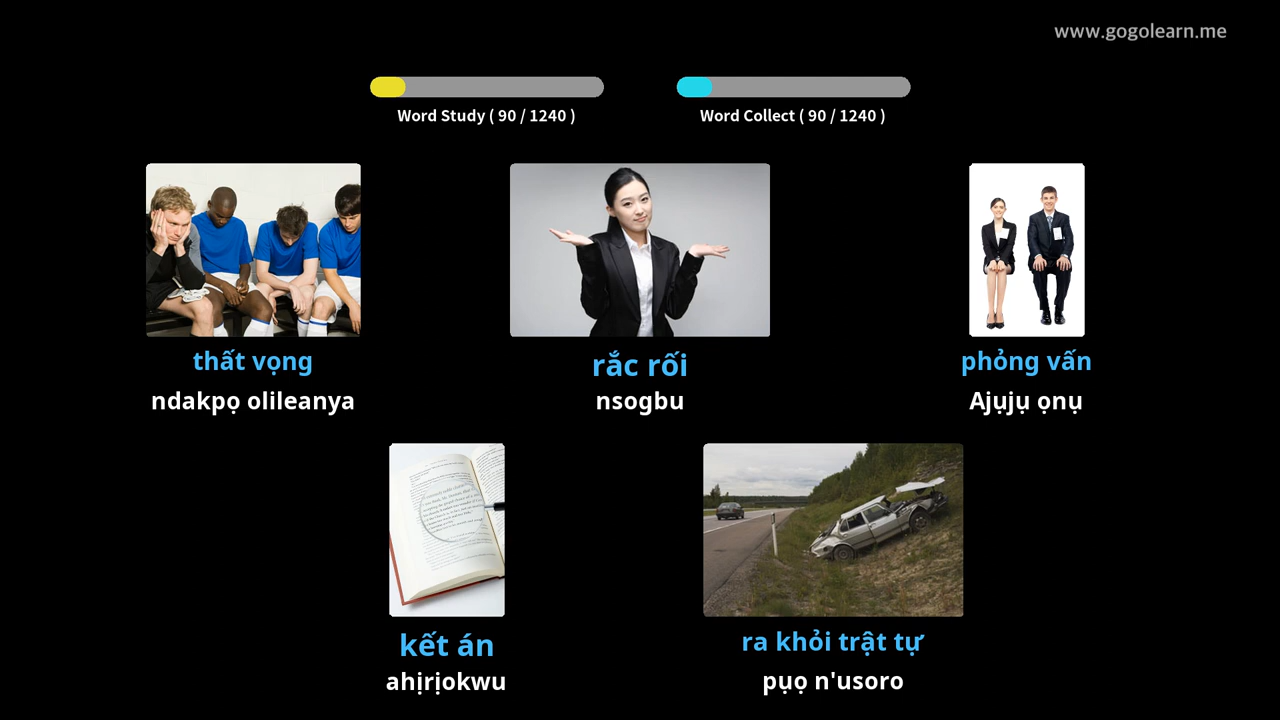 www.gogolearn.me
Word Study ( 90 / 1240 )
Word Collect ( 90 / 1240 )
thất vọng
ndakpọ olileanya
rắc rối
nsogbu
phỏng vấn
Ajụjụ ọnụ
kết án
ahịrịokwu
ra khỏi trật tự
pụọ n'usoro